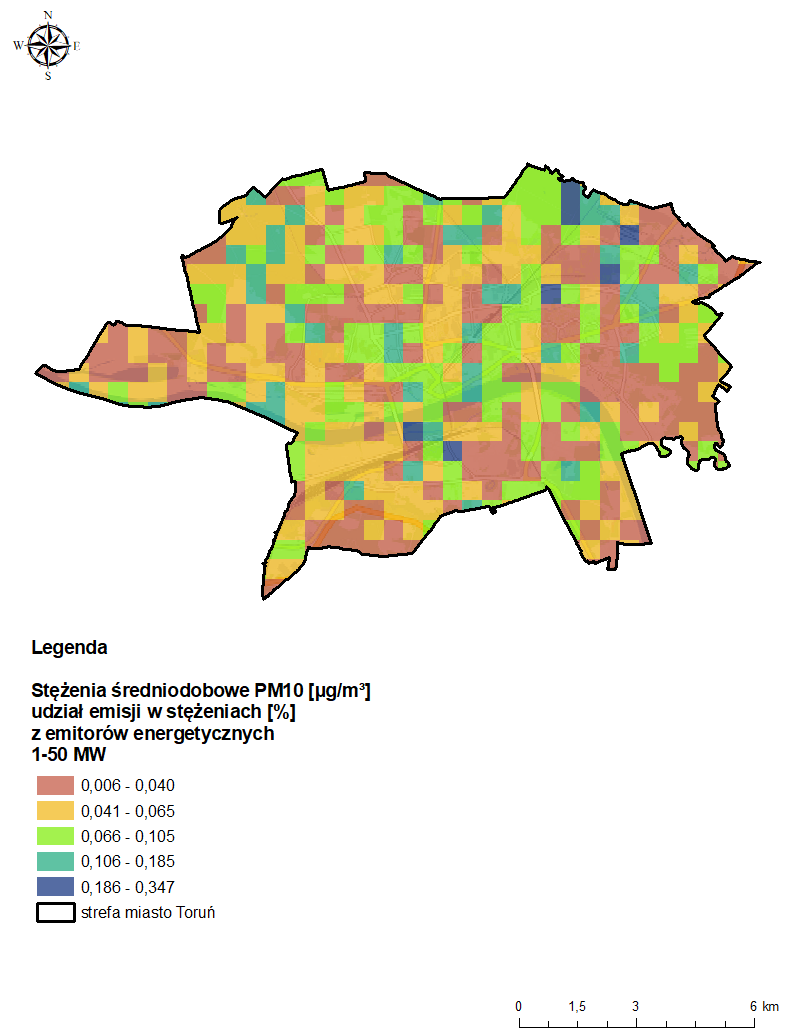 N
W E
S
Legenda
Stężenia średniodobowe PM10 [µg/m³]
udział emisji w stężeniach [%]
z emitorów energetycznych
1-50 MW
0,006 - 0,040
0,041 - 0,065
0,066 - 0,105
0,106 - 0,185
0,186 - 0,347
strefa miasto Toruń
0 1,5 3 6 km